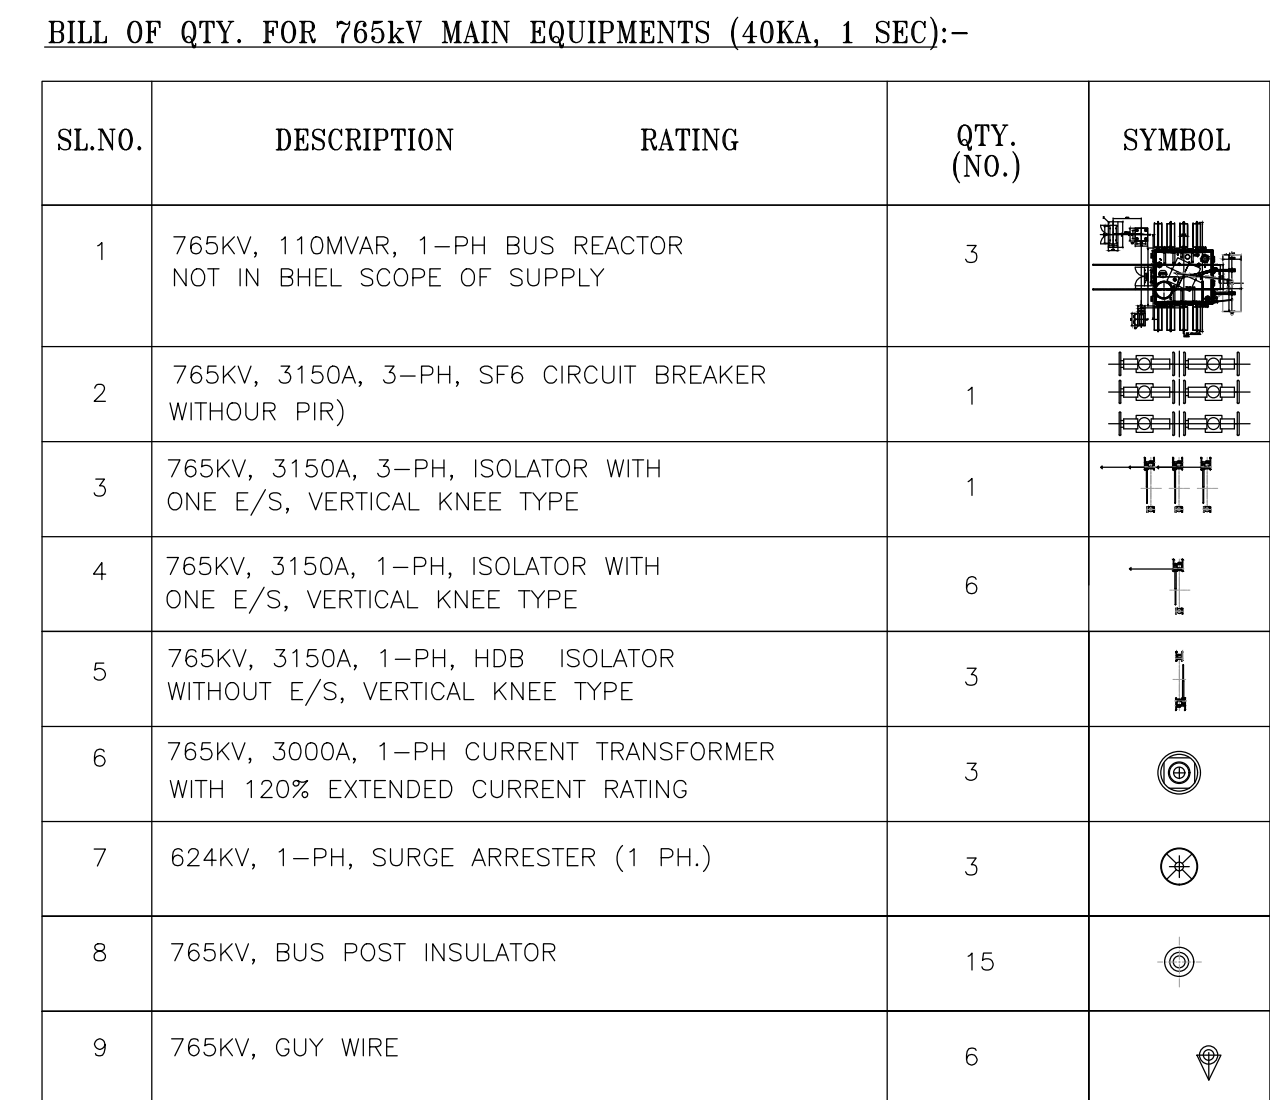 BILL OF QTY. FOR 765kV MAIN EQUIPMENTS (40KA, 1 SEC):-
SL.NO. DESCRIPTION RATING QTY. (NO.) SYMBOL
1 765KV, 110MVAR, 1-PH BUS REACTOR 3
NOT IN BHEL SCOPE OF SUPPLY
2 765KV, 3150A, 3-PH, SF6 CIRCUIT BREAKER 1
WITHOUR PIR)
3 765KV, 3150A, 3-PH, ISOLATOR WITH 1
ONE E/S, VERTICAL KNEE TYPE
4 765KV, 3150A, 1-PH, ISOLATOR WITH 6
ONE E/S, VERTICAL KNEE TYPE
5 765KV, 3150A, 1-PH, HDB ISOLATOR 3
WITHOUT E/S, VERTICAL KNEE TYPE
6 765KV, 3000A, 1-PH CURRENT TRANSFORMER 3
WITH 120% EXTENDED CURRENT RATING
7 624KV, 1-PH, SURGE ARRESTER (1 PH.) 3
8 765KV, BUS POST INSULATOR 15
9 765KV, GUY WIRE 6